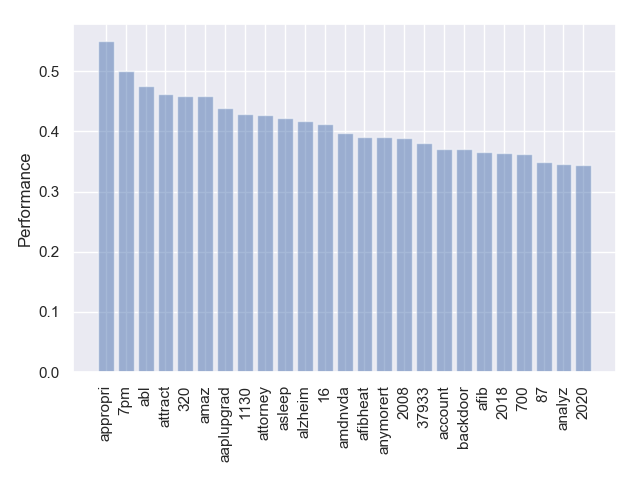 0.5
0.4
0.3
0.2
0.1
0.0
Performance
appropri
7pm
abl
attract
320
amaz
aaplupgrad
1130
attorney
asleep
alzheim
16
amdnvda
afibheat
anymorert
2008
37933
account
backdoor
afib
2018
700
87
analyz
2020